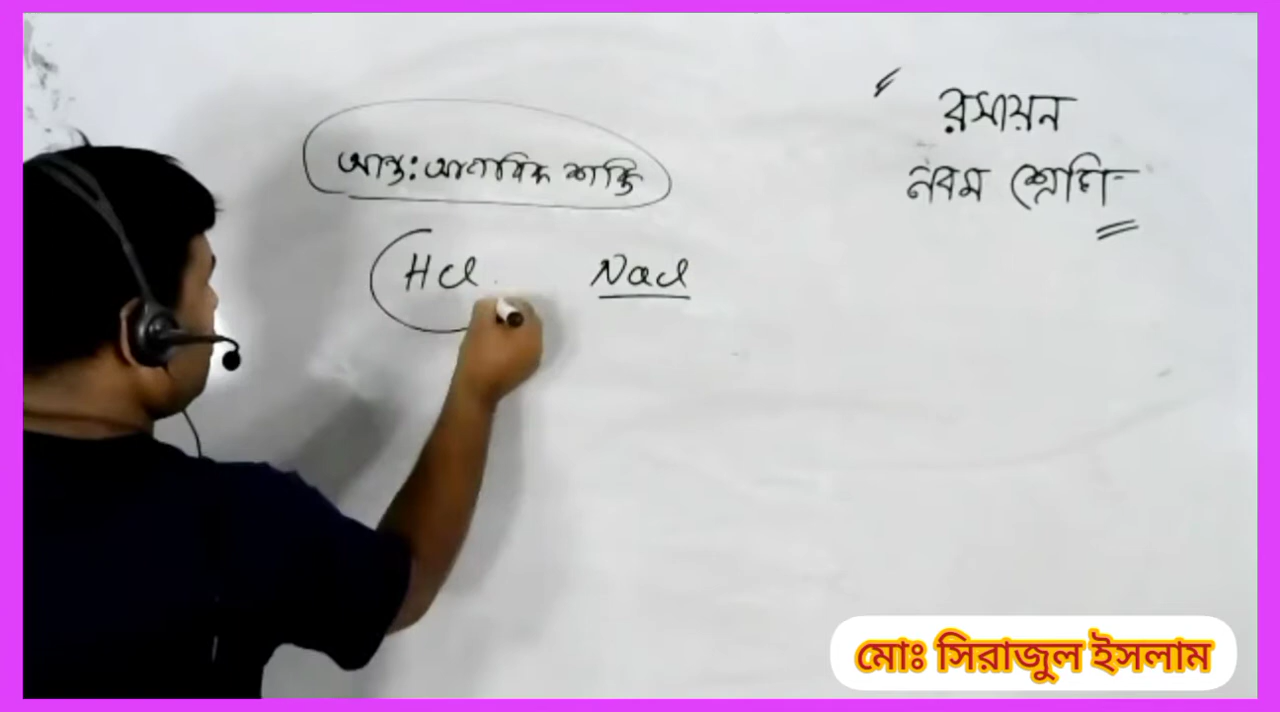 আন্ত:আণবিক শক্তি
HCl NaCl
"রসায়ন
নবম শ্রেণি"
মোঃ সিরাজুল ইসলাম